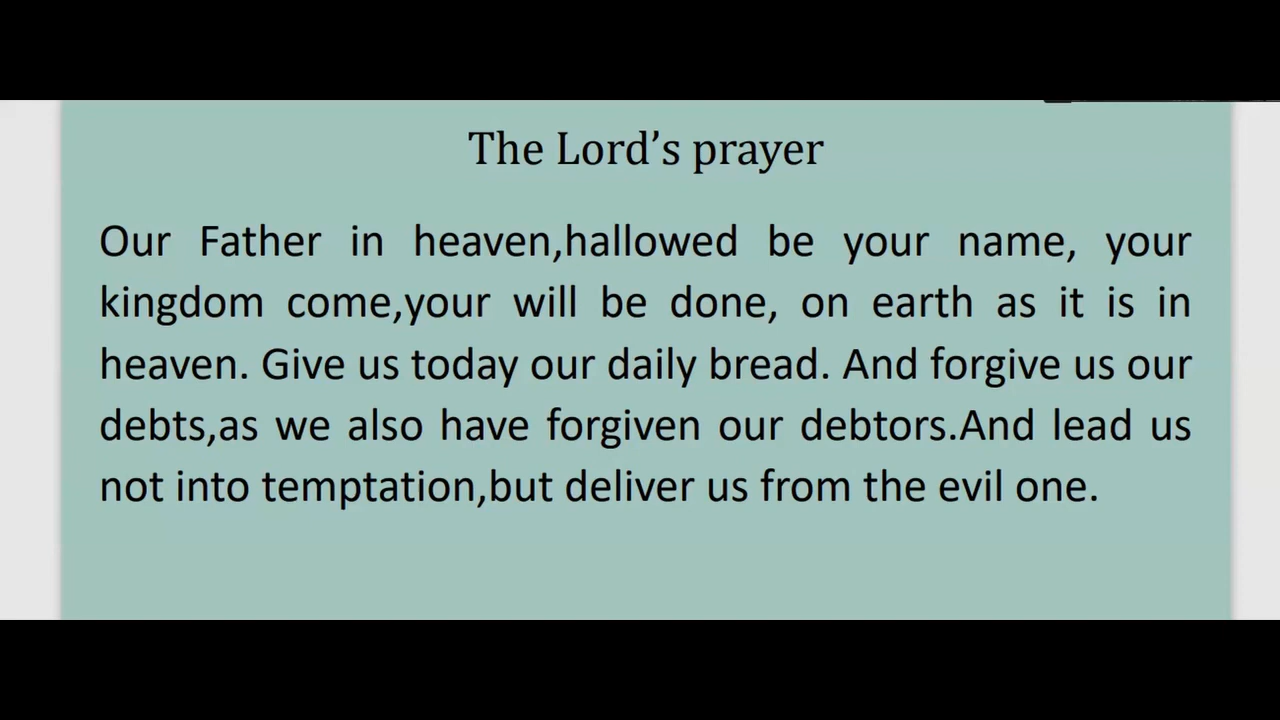 The Lord’s prayer
Our Father in heaven,hallowed be your name, your
kingdom come,your will be done, on earth as it is in
heaven. Give us today our daily bread. And forgive us our
debts,as we also have forgiven our debtors.And lead us
not into temptation,but deliver us from the evil one.